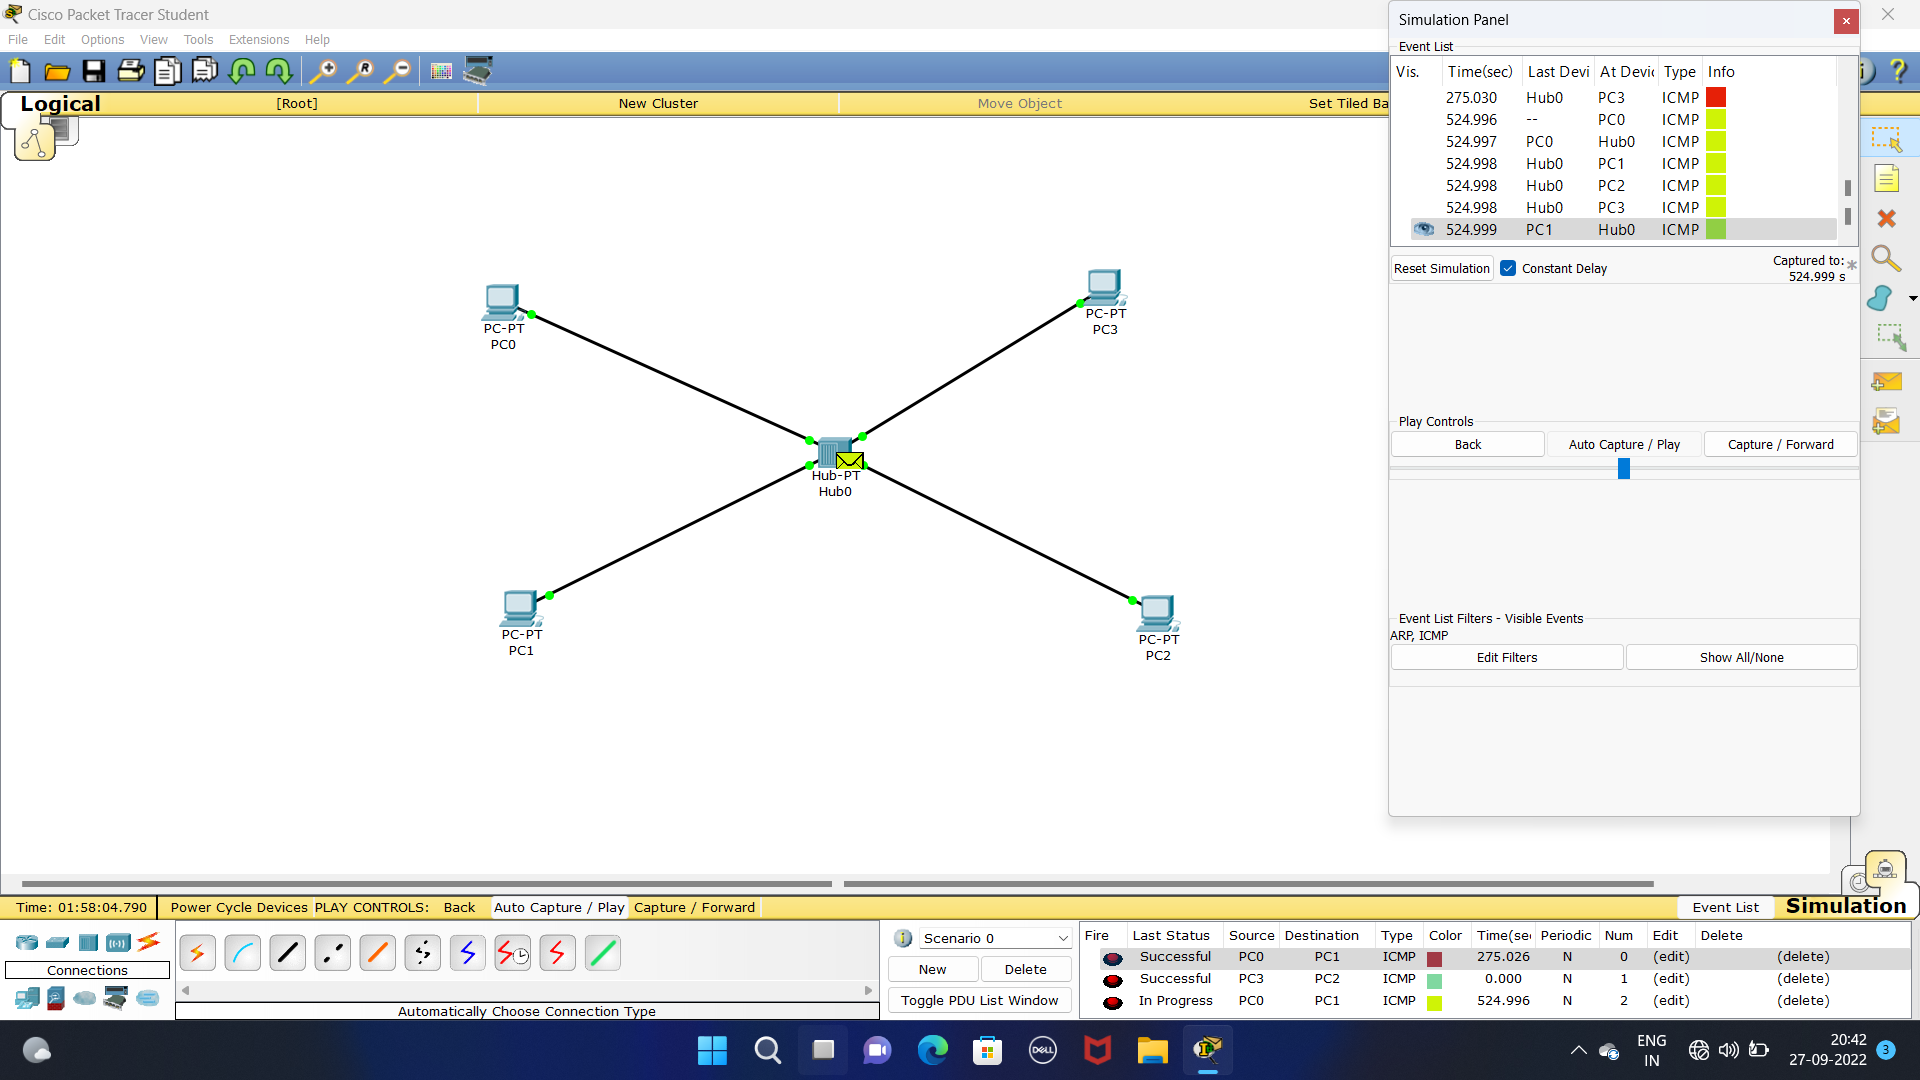 Cisco Packet Tracer Student
File Edit Options View Tools Extensions Help
Logical [Root] New Cluster Move Object Set Tiled Ba
Simulation Panel
Event List
Vis. Time(sec) Last Devi At Devic Type Info
275.030 Hub0 PC3 ICMP
524.996 -- PC0 ICMP
524.997 PC0 Hub0 ICMP
524.998 Hub0 PC1 ICMP
524.998 Hub0 PC2 ICMP
524.998 Hub0 PC3 ICMP
524.999 PC1 Hub0 ICMP
Reset Simulation Constant Delay Captured to: *
524.999 s
Play Controls
Back Auto Capture / Play Capture / Forward
Event List Filters - Visible Events
ARP, ICMP
Edit Filters Show All/None
PC-PT
PC0
PC-PT
PC3
Hub-PT
Hub0
PC-PT
PC1
PC-PT
PC2
Time: 01:58:04.790 Power Cycle Devices PLAY CONTROLS: Back Auto Capture / Play Capture / Forward Event List Simulation
Connections
Automatically Choose Connection Type
Scenario 0
New Delete
Toggle PDU List Window
Fire Last Status Source Destination Type Color Time(sec Periodic Num Edit Delete
Successful PC0 PC1 ICMP 275.026 N 0 (edit) (delete)
Successful PC3 PC2 ICMP 0.000 N 1 (edit) (delete)
In Progress PC0 PC1 ICMP 524.996 N 2 (edit) (delete)
DELL
ENG
IN
20:42
27-09-2022
3